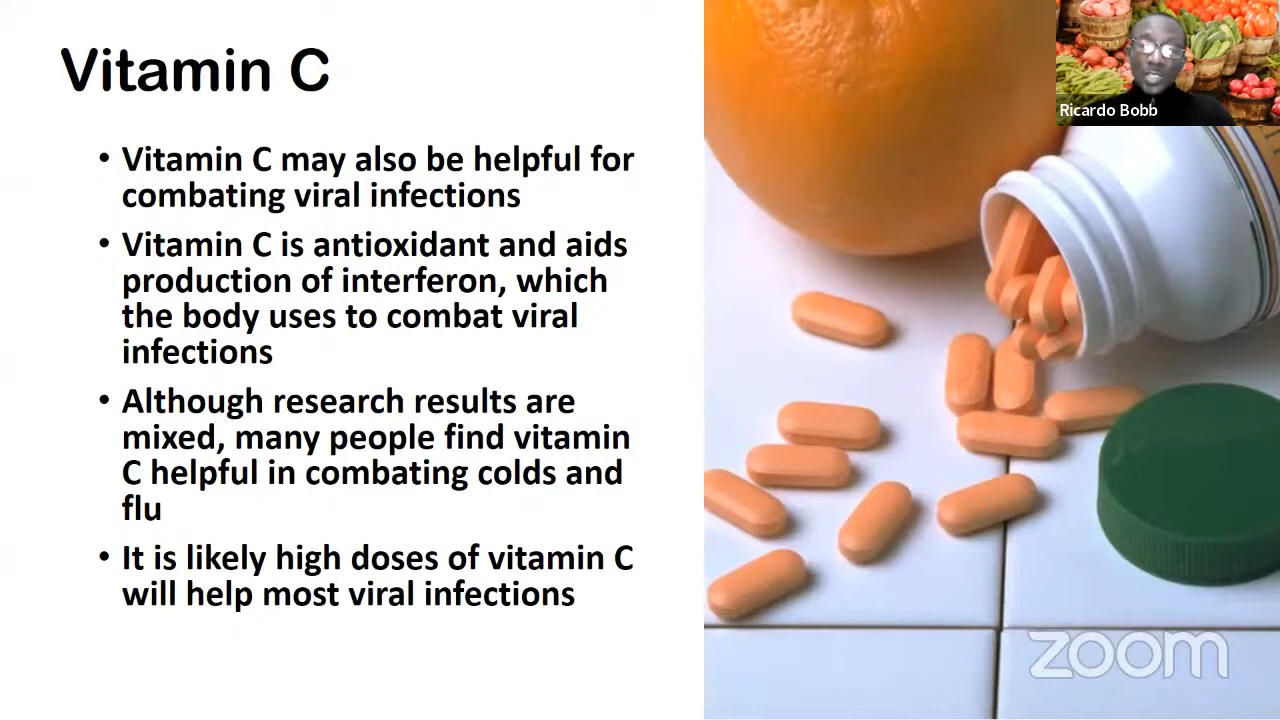 Vitamin C
• Vitamin C may also be helpful for
combating viral infections
• Vitamin C is antioxidant and aids
production of interferon, which
the body uses to combat viral
infections
• Although research results are
mixed, many people find vitamin
C helpful in combating colds and
flu
• It is likely high doses of vitamin C
will help most viral infections
Ricardo Bobb
zoom